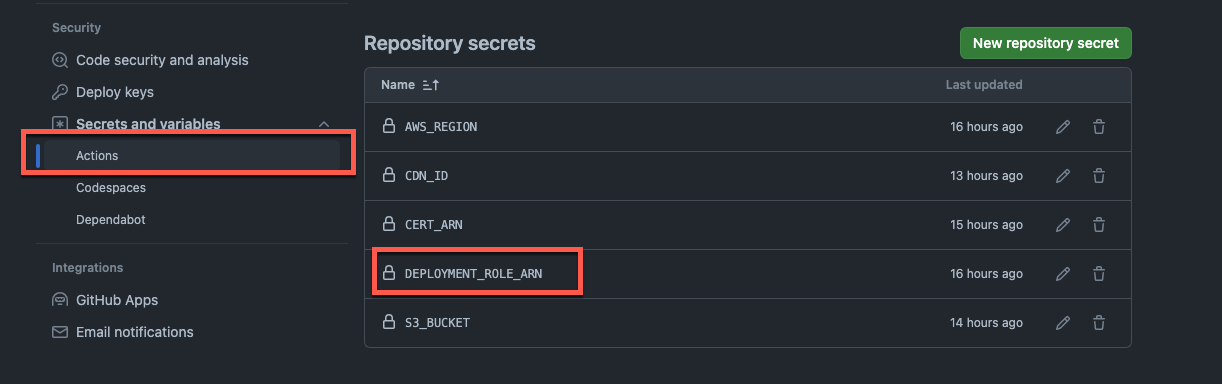 Security
Code security and analysis
Deploy keys
Secrets and variables
Actions
Codespaces
Dependabot
Integrations
GitHub Apps
Email notifications
Repository secrets
New repository secret
Name Last updated
AWS_REGION 16 hours ago
CDN_ID 13 hours ago
CERT_ARN 15 hours ago
DEPLOYMENT_ROLE_ARN 16 hours ago
S3_BUCKET 14 hours ago